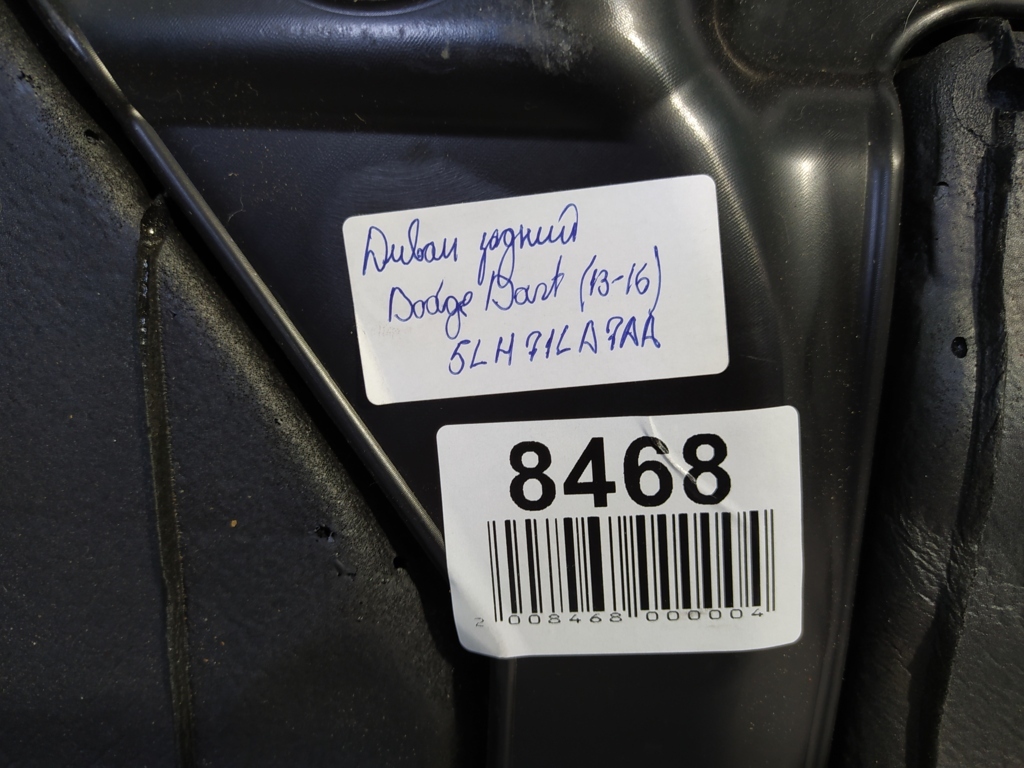 Диван задний
Dodge Dart (13-16)
5LH71LA7AA
8468
2 008468 000004